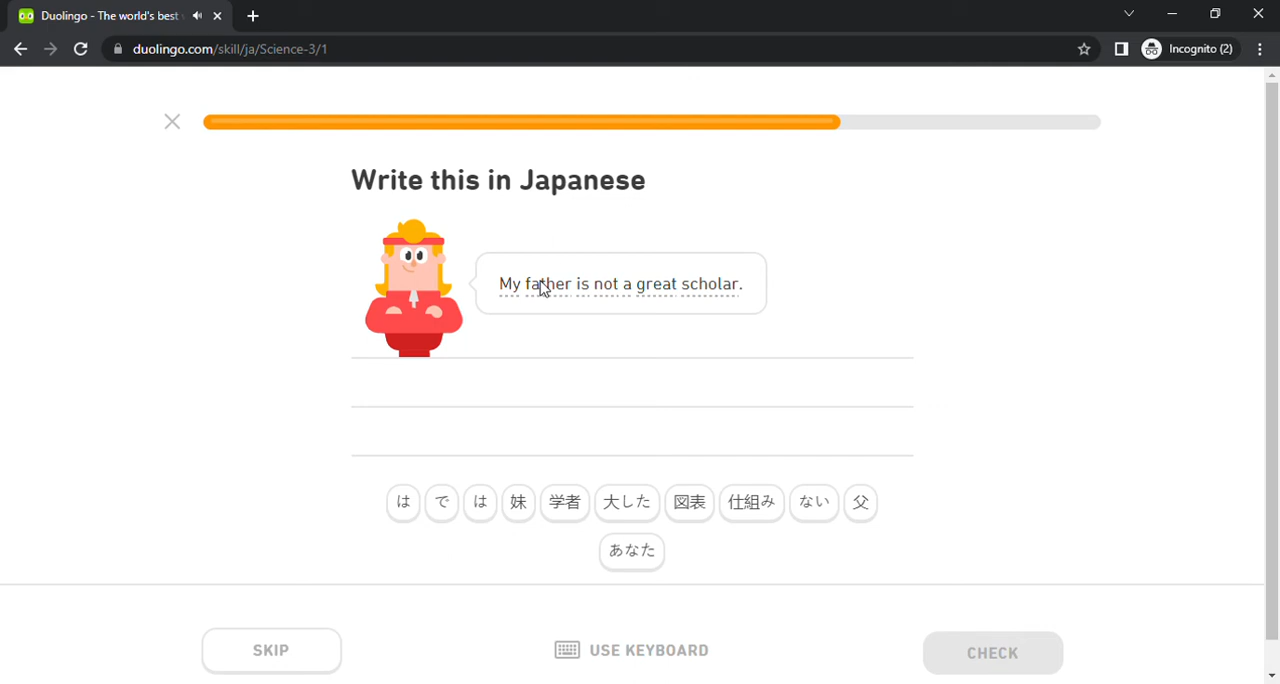 Duolingo - The world's best
duolingo.com/skill/ja/Science-3/1
Incognito (2)
Write this in Japanese
My father is not a great scholar.
は で は 妹 学者 大した 図表 仕組み ない 父
あなた
SKIP
USE KEYBOARD
CHECK